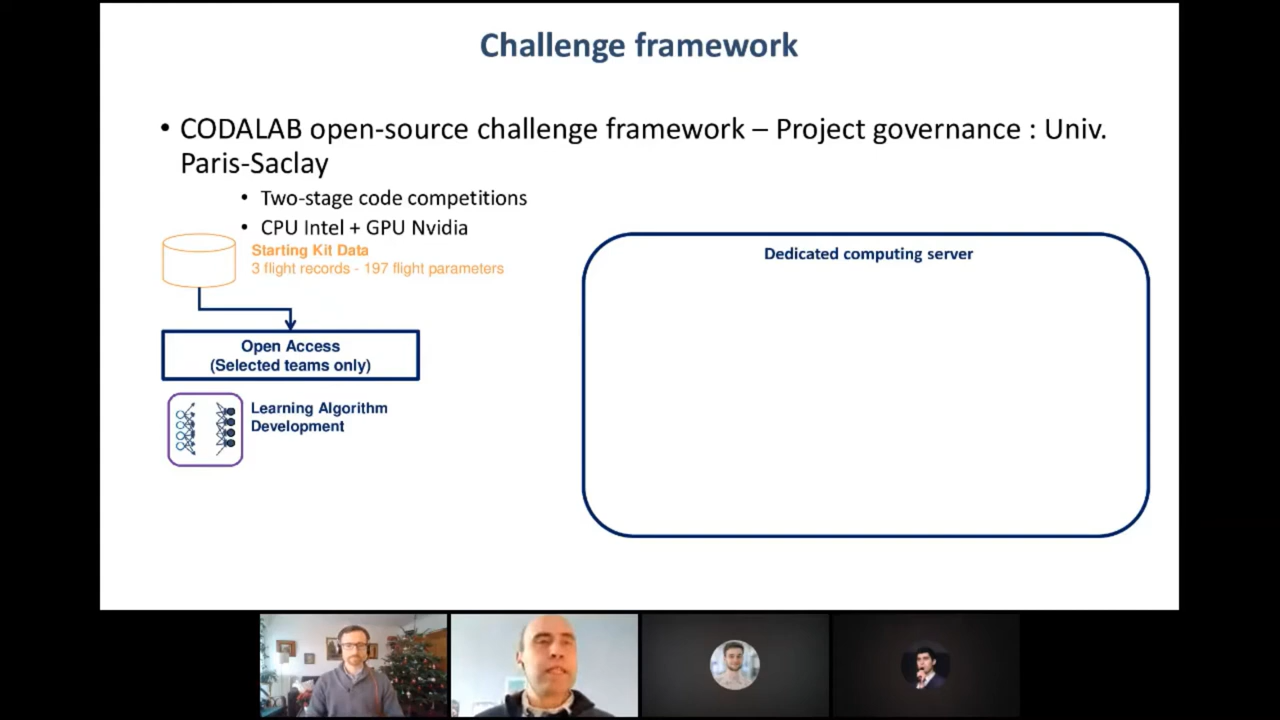 Challenge framework
• CODALAB open-source challenge framework – Project governance : Univ.
Paris-Saclay
• Two-stage code competitions
• CPU Intel + GPU Nvidia
Starting Kit Data
3 flight records - 197 flight parameters
Dedicated computing server
Open Access
(Selected teams only)
Learning Algorithm
Development